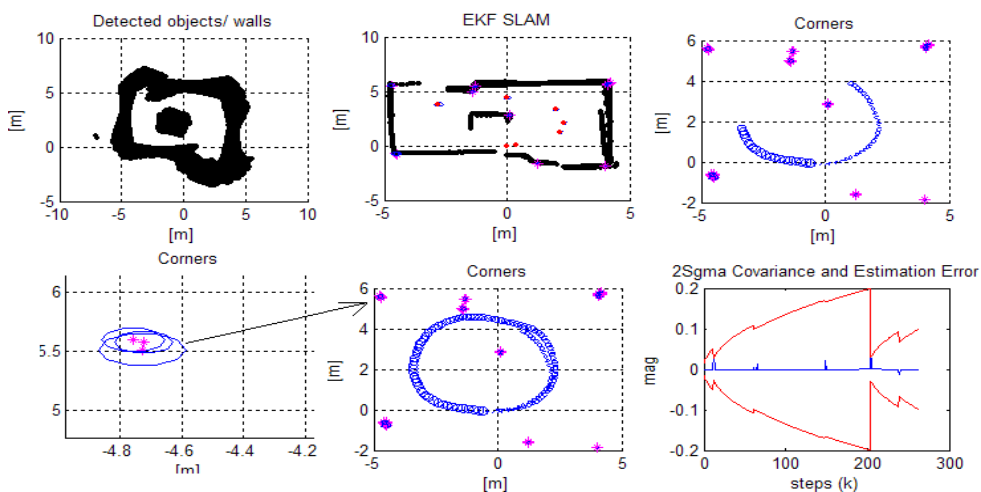 Detected objects/ walls
10
5
0
-5
[m]
-10 -5 0 5 10
[m]
EKF SLAM
10
5
0
-5
[m]
-5 0 5
[m]
Corners
6
4
2
0
-2
[m]
-5 0 5
[m]
Corners
6
5.5
5
-4.8 -4.6 -4.4 -4.2
[m]
Corners
6
4
2
0
-2
[m]
-5 0 5
[m]
2Sgma Covariance and Estimation Error
0.2
0.1
0
-0.1
-0.2
mag
0 100 200 300
steps (k)